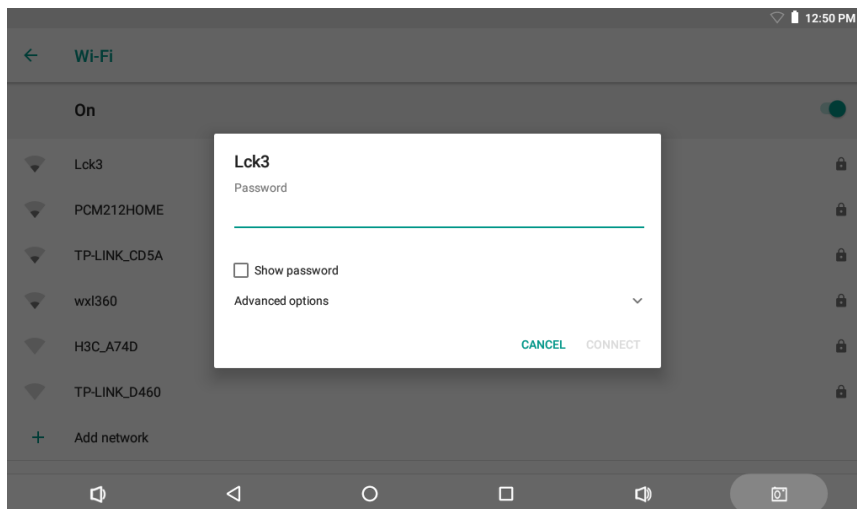 12:50 PM
Wi-Fi
On
Lck3
PCM212HOME
TP-LINK_CD5A
wxl360
H3C_A74D
TP-LINK_D460
Add network
Lck3
Password
Show password
Advanced options
CANCEL CONNECT